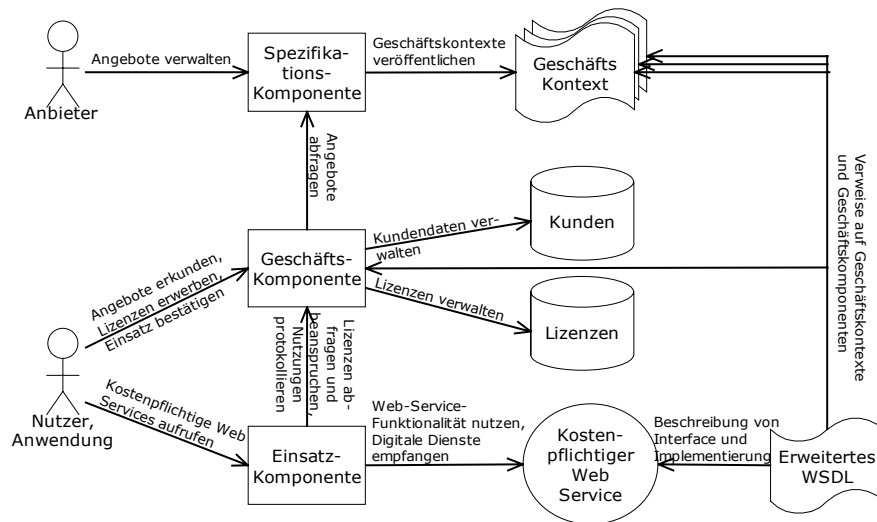 Anbieter
Angebote verwalten
Spezifika-
tions-
Komponente
Geschäftskontexte
veröffentlichen
Geschäfts
Kontext
Angebote
abfragen
Verweise auf Geschäftskontexte
und Geschäftskomponenten
Kundendaten ver-
walten
Kunden
Geschäfts-
Komponente
Angebote erkunden,
Lizenzen erwerben,
Einsatz bestätigen
Lizenzen verwalten
Lizenzen
Lizenzen ab-
fragen und
beanspruchen,
Nutzungen
protokollieren
Nutzer,
Anwendung
Kostenpflichtige Web
Services aufrufen
Einsatz-
Komponente
Web-Service-
Funktionalität nutzen,
Digitale Dienste
empfangen
Kosten-
pflichtiger
Web
Service
Beschreibung von
Interface und
Implementierung
Erweitertes
WSDL